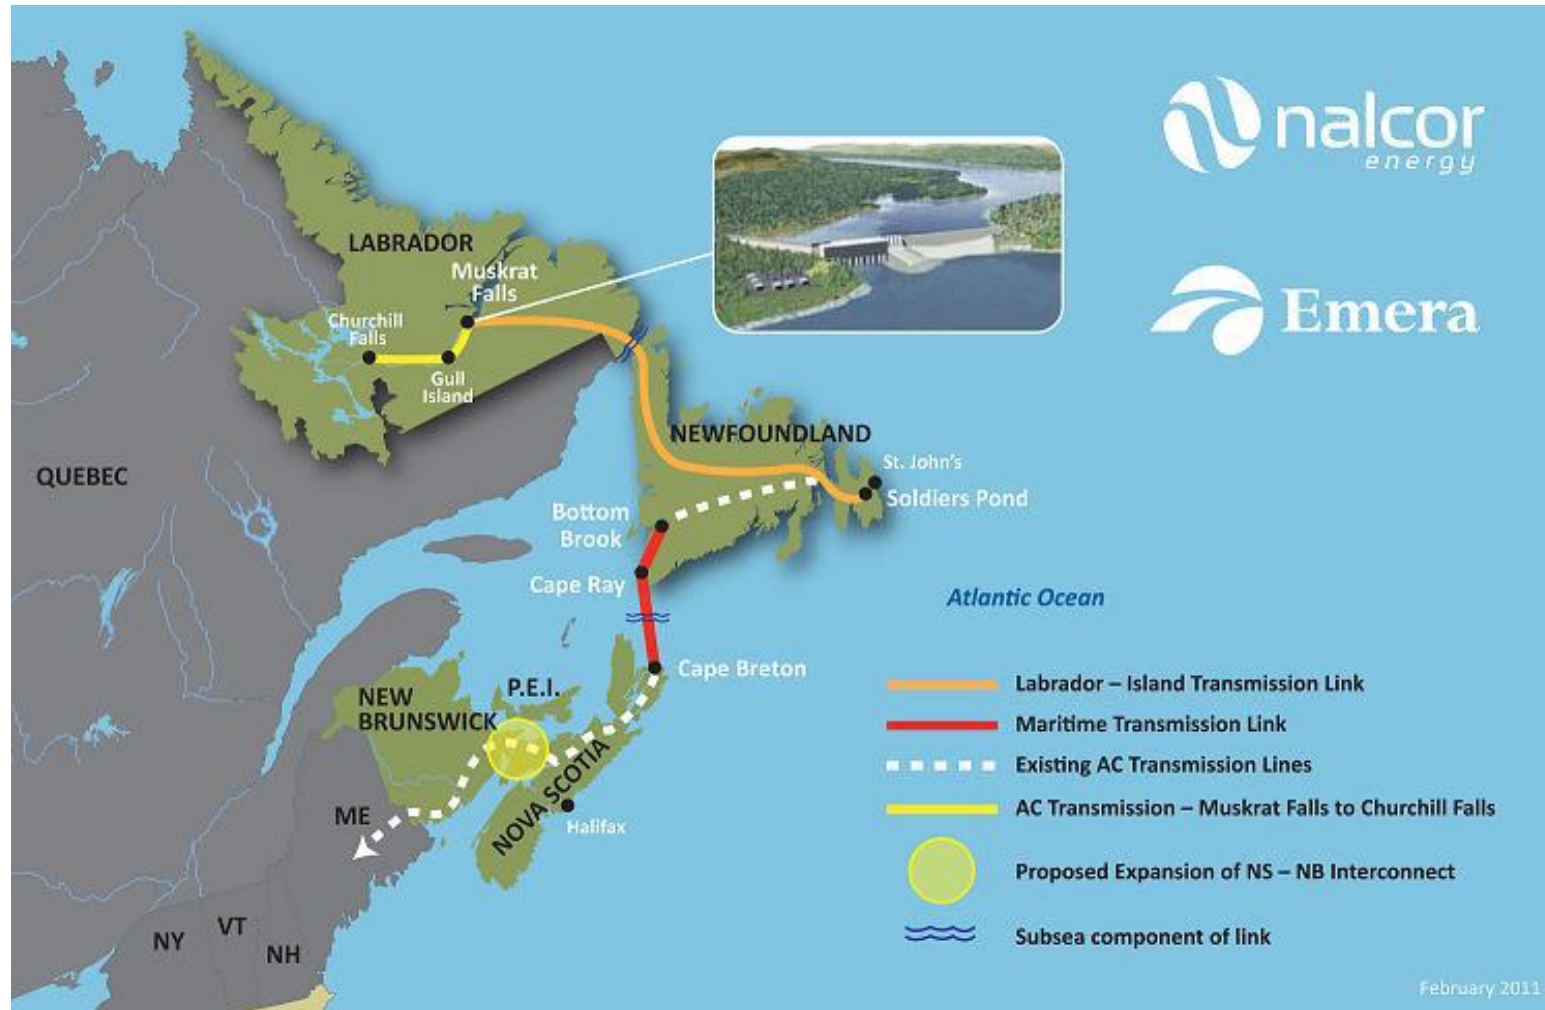 nalcor
energy
Emera
LABRADOR
Muskrat
Falls
Churchill
Falls
Gull
Island
QUEBEC
NEWFOUNDLAND
St. John's
Soldiers Pond
Bottom
Brook
Cape Ray
Atlantic Ocean
Cape Breton
P.E.I.
NEW
BRUNSWICK
NOVA SCOTIA
Halifax
ME
VT
NY
NH
Labrador – Island Transmission Link
Maritime Transmission Link
Existing AC Transmission Lines
AC Transmission – Muskrat Falls to Churchill Falls
Proposed Expansion of NS – NB Interconnect
Subsea component of link
February 2011